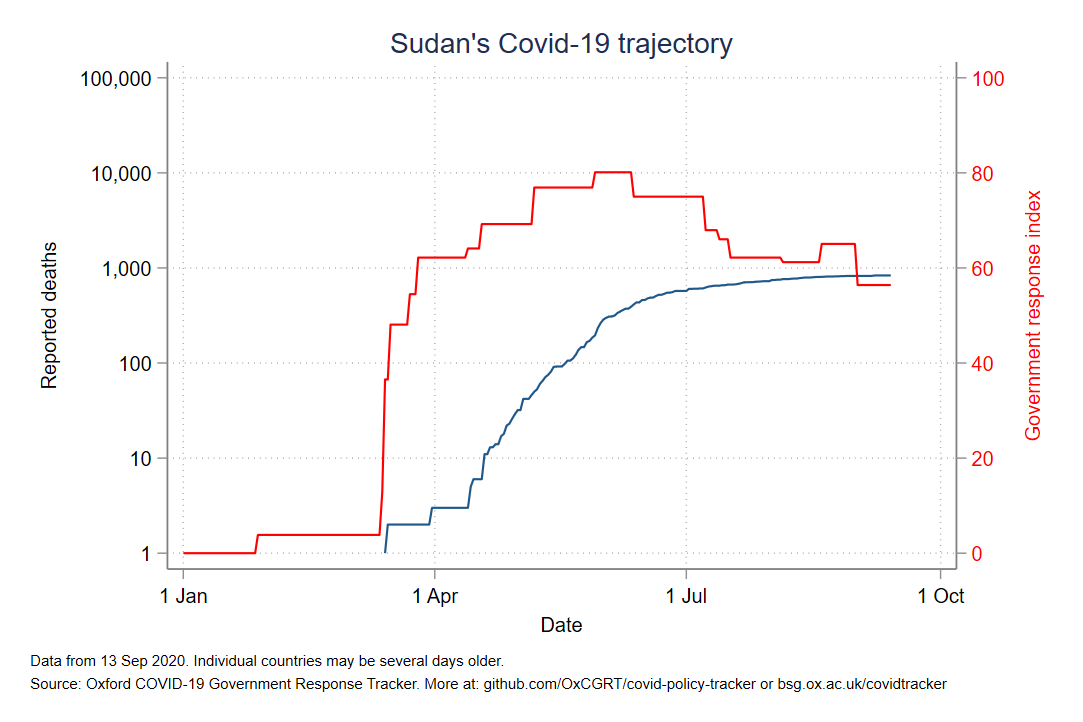 Sudan's Covid-19 trajectory
100,000
10,000
1,000
100
10
1
Reported deaths
100
80
60
40
20
0
Government response index
1 Jan
1 Apr
1 Jul
1 Oct
Date
Data from 13 Sep 2020. Individual countries may be several days older.
Source: Oxford COVID-19 Government Response Tracker. More at: github.com/OxCGRT/covid-policy-tracker or bsg.ox.ac.uk/covidtracker